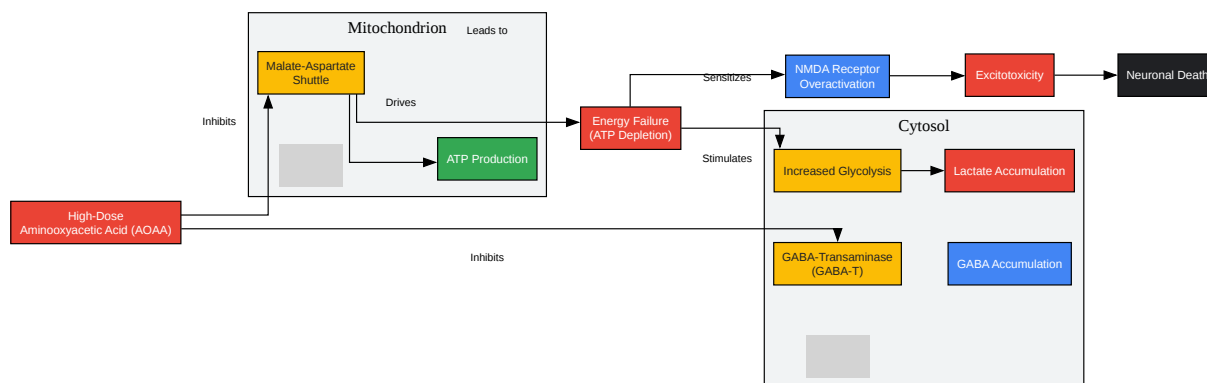 Mitochondrion
Leads to
Malate-Aspartate
Shuttle
Drives
Inhibits
ATP Production
High-Dose
Aminooxyacetic Acid (AOAA)
Inhibits
Energy Failure
(ATP Depletion)
Sensitizes
NMDA Receptor
Overactivation
Excitotoxicity
Neuronal Death
Stimulates
Cytosol
Increased Glycolysis
Lactate Accumulation
GABA-Transaminase
(GABA-T)
GABA Accumulation